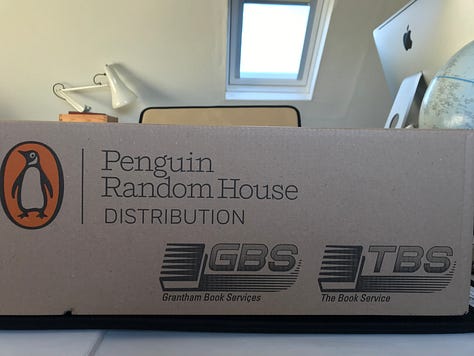 Penguin
Random House
DISTRIBUTION
GBS
Grantham Book Services
TBS
The Book Service